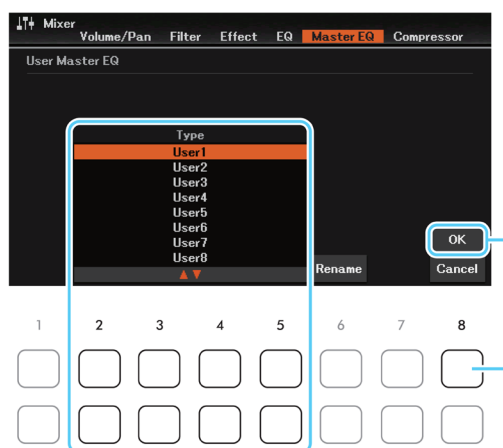 Mixer
Volume/Pan Filter Effect EQ Master EQ Compressor
User Master EQ
Type
User1
User2
User3
User4
User5
User6
User7
User8
OK
Rename Cancel
1 2 3 4 5 6 7 8